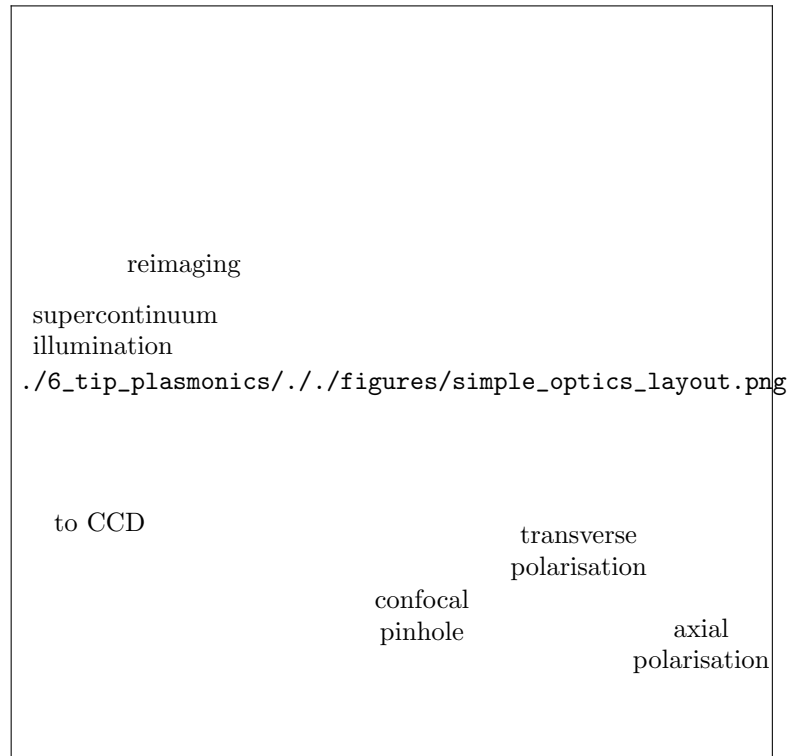 reimaging
supercontinuum
illumination
./6_tip_plasmonics/././figures/simple_optics_layout.png
to CCD
transverse
polarisation
confocal
pinhole
axial
polarisation